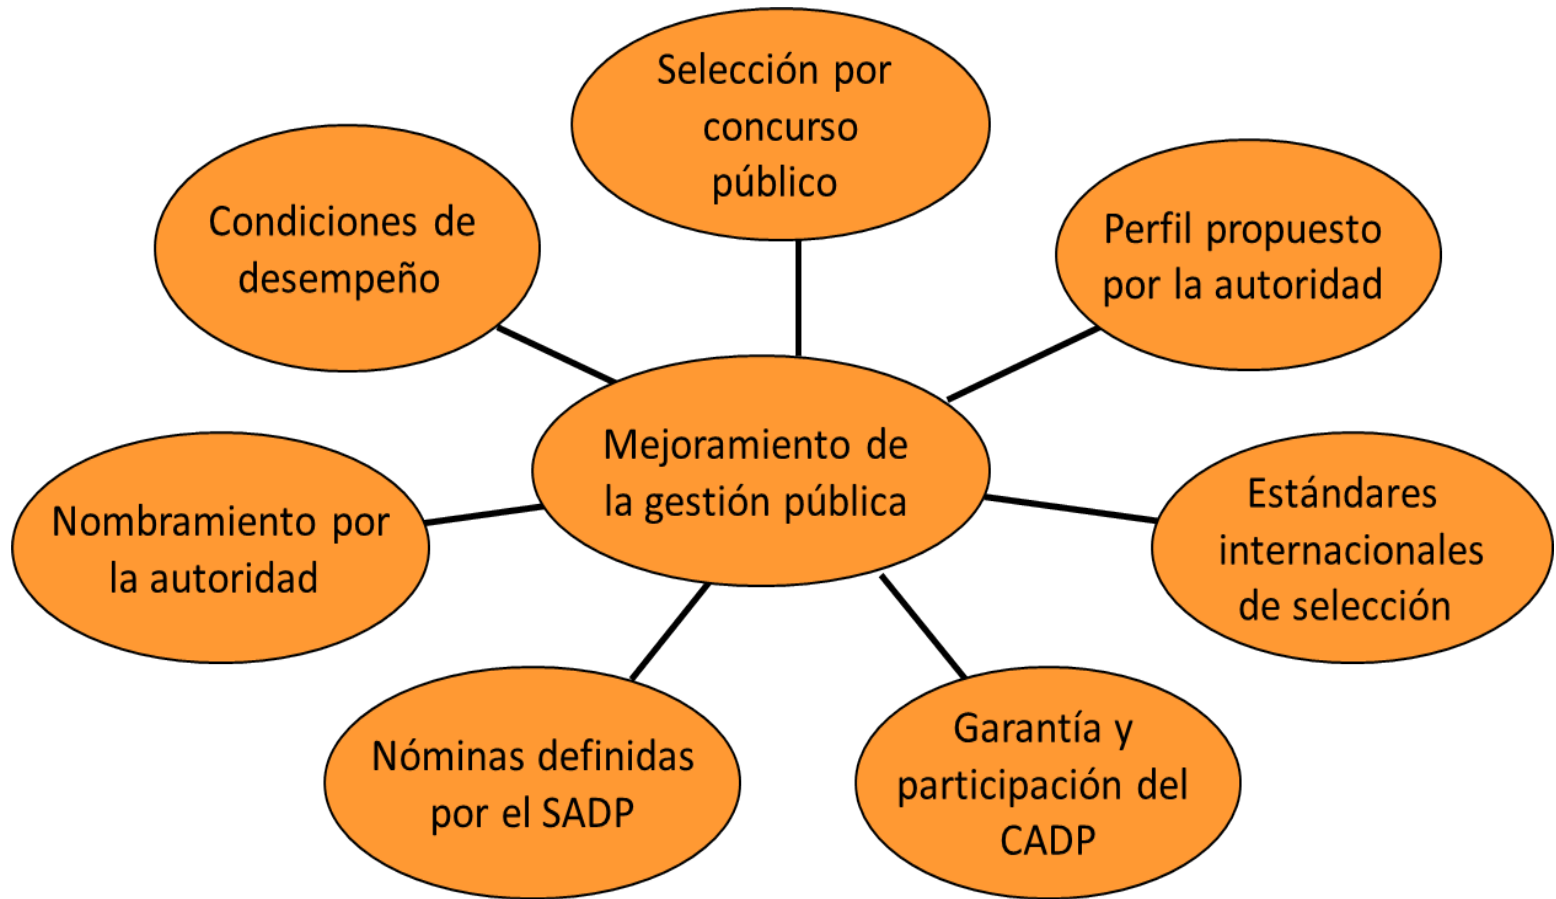 Selección por
concurso
público
Condiciones de
desempeño
Perfil propuesto
por la autoridad
Mejoramiento de
la gestión pública
Nombramiento por
la autoridad
Estándares
internacionales
de selección
Nóminas definidas
por el SADP
Garantía y
participación del
CADP